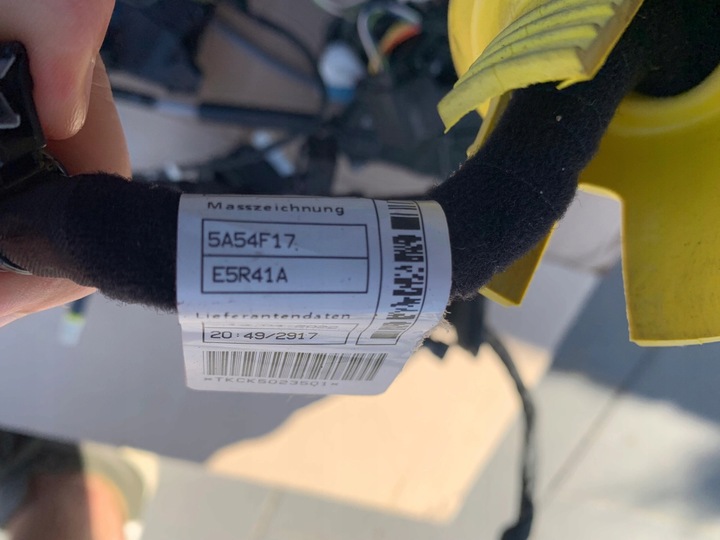 Masszeichnung
5A54F17
E5R41A
Lieferantendaten
20:49/2917
*TKCK50235Q1*